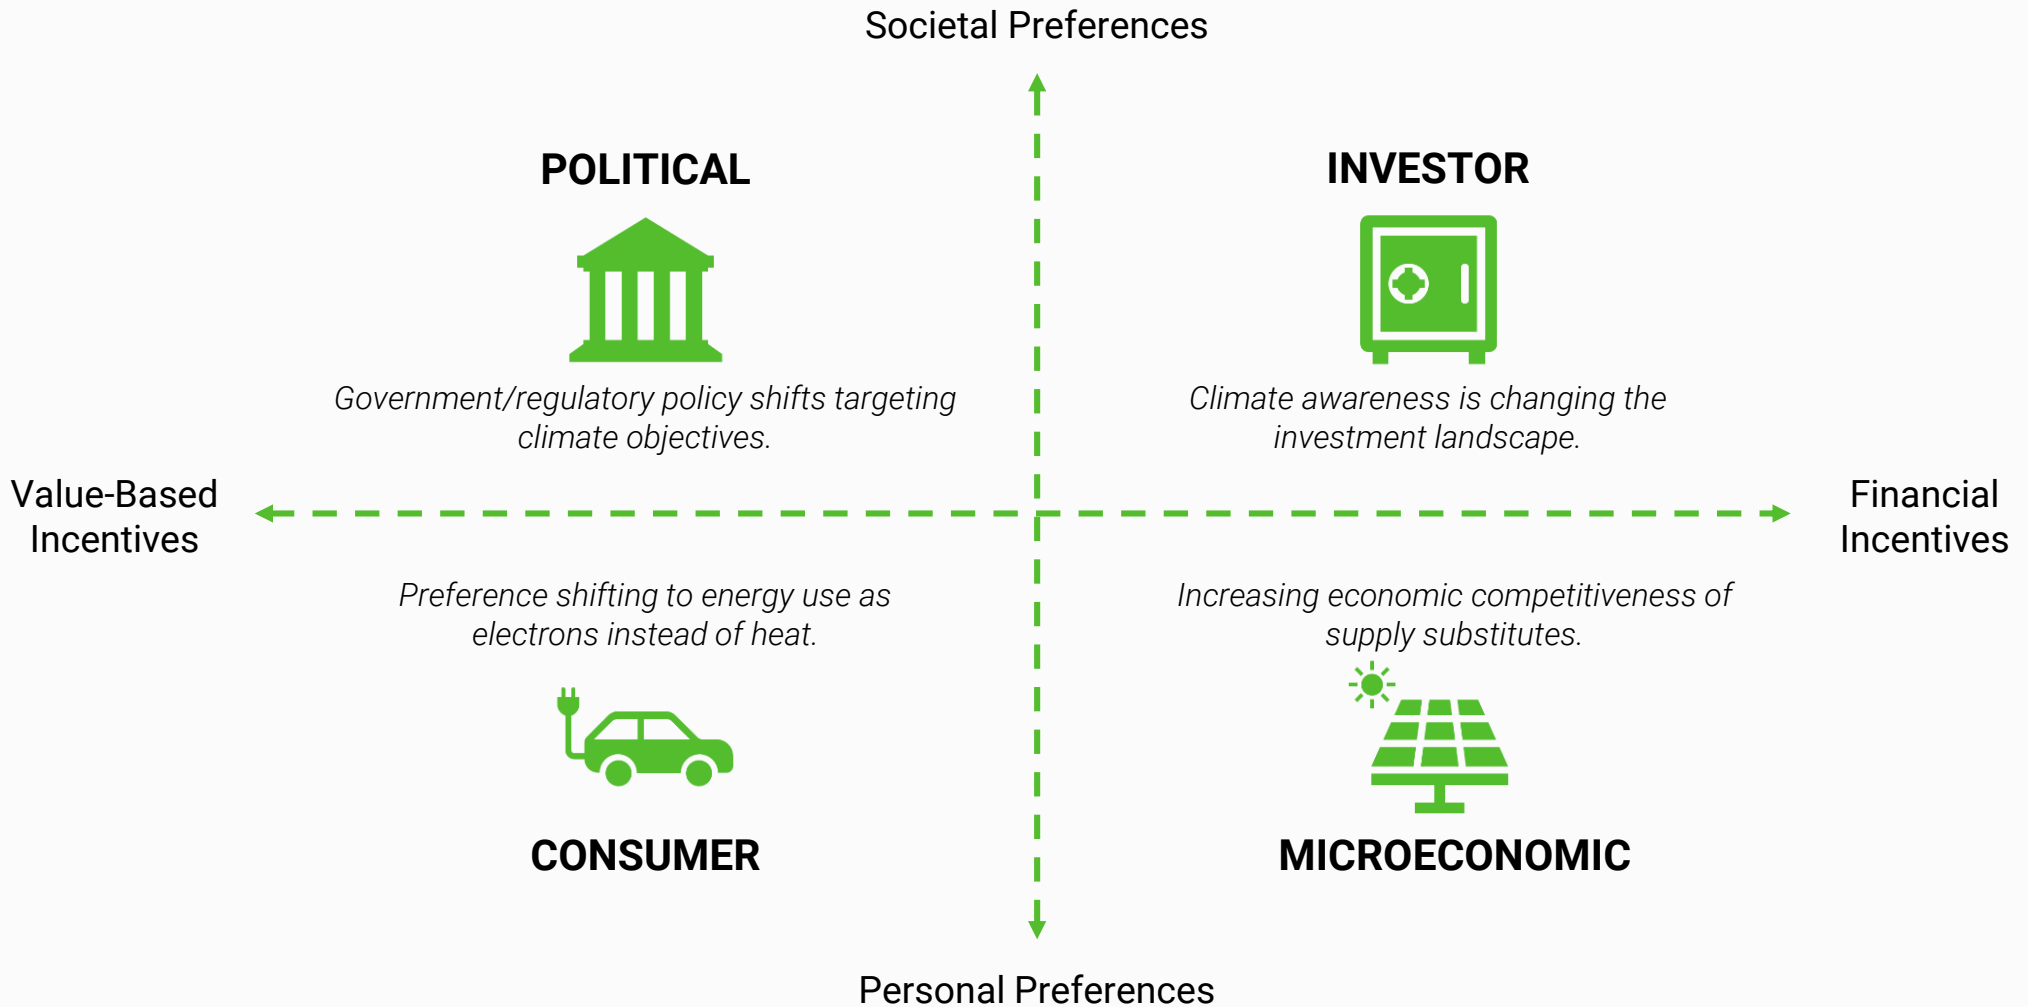 Societal Preferences
POLITICAL
Government/regulatory policy shifts targeting
climate objectives.
INVESTOR
Climate awareness is changing the
investment landscape.
Value-Based
Incentives
Financial
Incentives
Preference shifting to energy use as
electrons instead of heat.
CONSUMER
Increasing economic competitiveness of
supply substitutes.
MICROECONOMIC
Personal Preferences